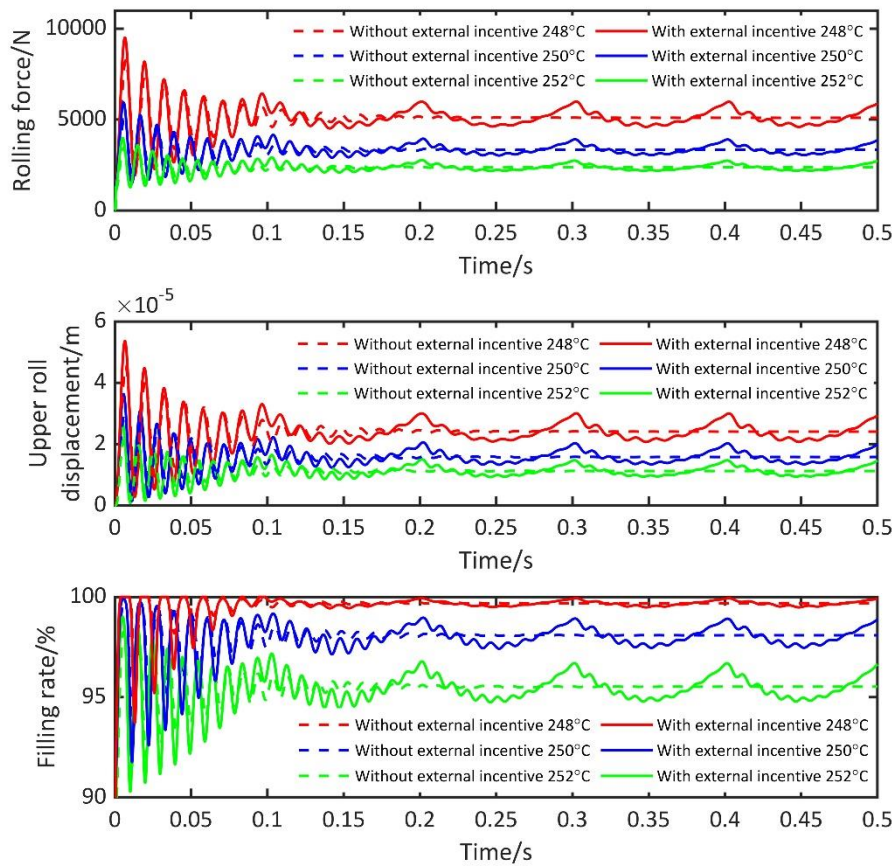 10000
5000
0
Rolling force/N
Without external incentive 248°C With external incentive 248°C
Without external incentive 250°C With external incentive 250°C
Without external incentive 252°C With external incentive 252°C
0 0.05 0.1 0.15 0.2 0.25 0.3 0.35 0.4 0.45 0.5
Time/s
×10⁻⁵
6
4
2
0
Upper roll
displacement/m
Without external incentive 248°C With external incentive 248°C
Without external incentive 250°C With external incentive 250°C
Without external incentive 252°C With external incentive 252°C
0 0.05 0.1 0.15 0.2 0.25 0.3 0.35 0.4 0.45 0.5
Time/s
100
95
90
Filling rate/%
Without external incentive 248°C With external incentive 248°C
Without external incentive 250°C With external incentive 250°C
Without external incentive 252°C With external incentive 252°C
0 0.05 0.1 0.15 0.2 0.25 0.3 0.35 0.4 0.45 0.5
Time/s